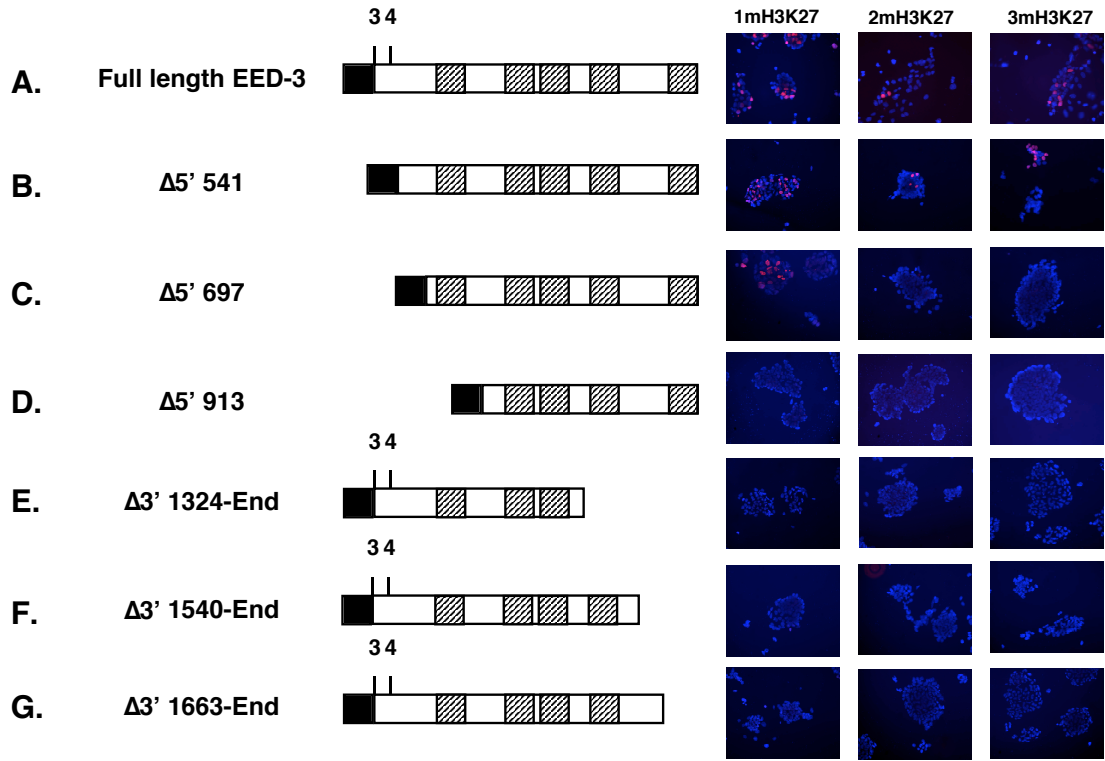 1mH3K27 2mH3K27 3mH3K27
3 4
A. Full length EED-3
B. Δ5’ 541
C. Δ5’ 697
D. Δ5’ 913
3 4
E. Δ3’ 1324-End
3 4
F. Δ3’ 1540-End
3 4
G. Δ3’ 1663-End